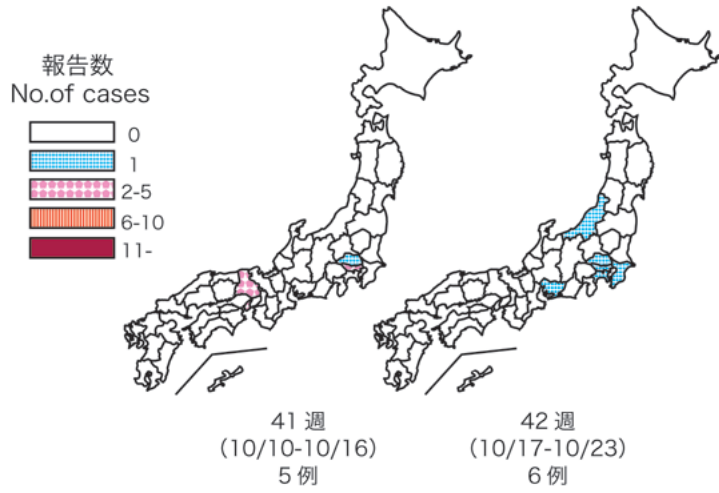 報告数
No.of cases
0
1
2-5
6-10
11-
41 週
(10/10-10/16)
5 例
42 週
(10/17-10/23)
6 例